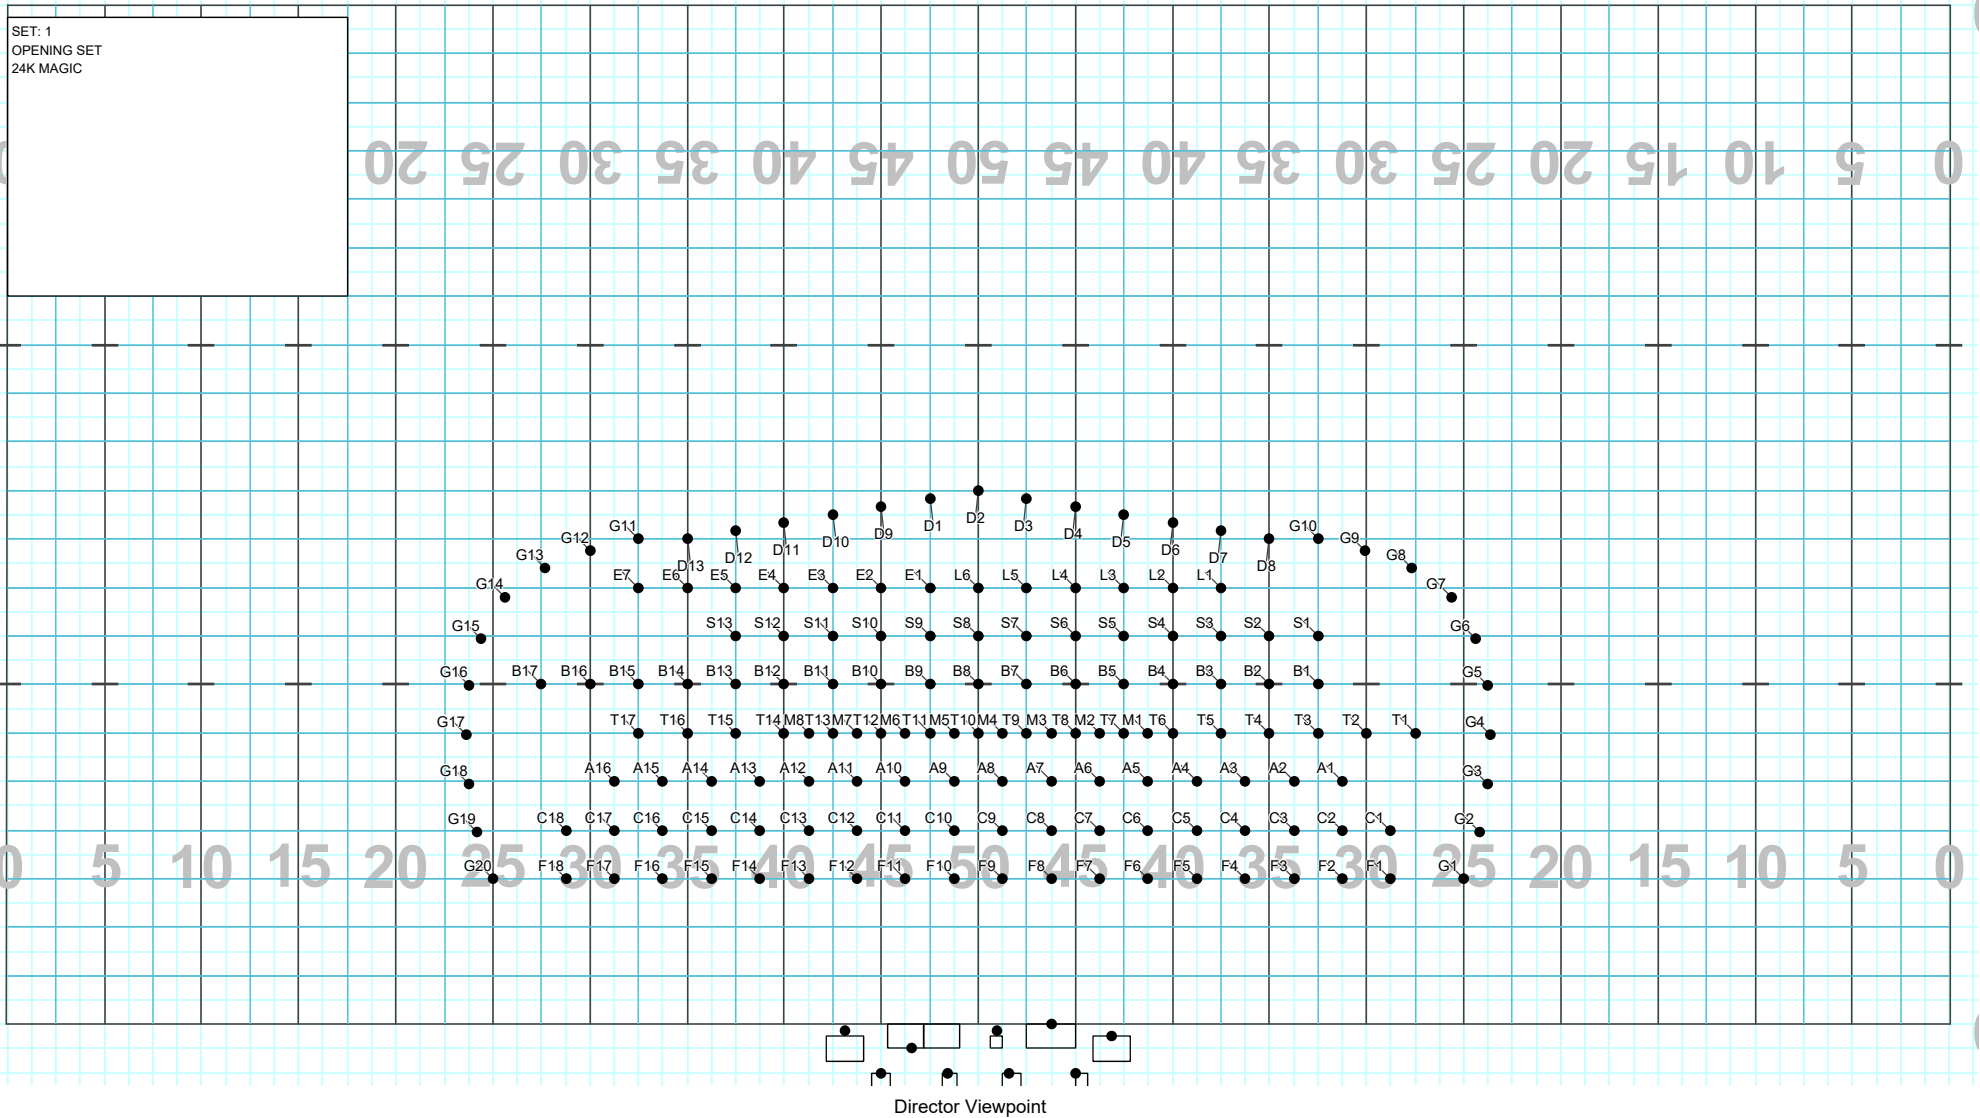 SET: 1
OPENING SET
24K MAGIC
20 25 30 35 40 45 50 45 40 35 30 25 20 15 10 5 0
D2
D1 D3
D9 D4
D10 D5
D11 D6
D12 D7
D13 D8
G11 G10
G12 G9
G13 G8
G14 G7
E7 E6 E5 E4 E3 E2 E1 L6 L5 L4 L3 L2 L1
G15 S13 S12 S11 S10 S9 S8 S7 S6 S5 S4 S3 S2 S1 G6
G16 B17 B16 B15 B14 B13 B12 B11 B10 B9 B8 B7 B6 B5 B4 B3 B2 B1 G5
G17 T17 T16 T15 T14 M8 T13 M7 T12 M6 T11 M5 T10 M4 T9 M3 T8 M2 T7 M1 T6 T5 T4 T3 T2 T1 G4
G18 A16 A15 A14 A13 A12 A11 A10 A9 A8 A7 A6 A5 A4 A3 A2 A1 G3
G19 C18 C17 C16 C15 C14 C13 C12 C11 C10 C9 C8 C7 C6 C5 C4 C3 C2 C1 G2
G20 F18 F17 F16 F15 F14 F13 F12 F11 F10 F9 F8 F7 F6 F5 F4 F3 F2 F1 G1
0 5 10 15 20 25 30 35 40 45 50 45 40 35 30 25 20 15 10 5 0
Director Viewpoint